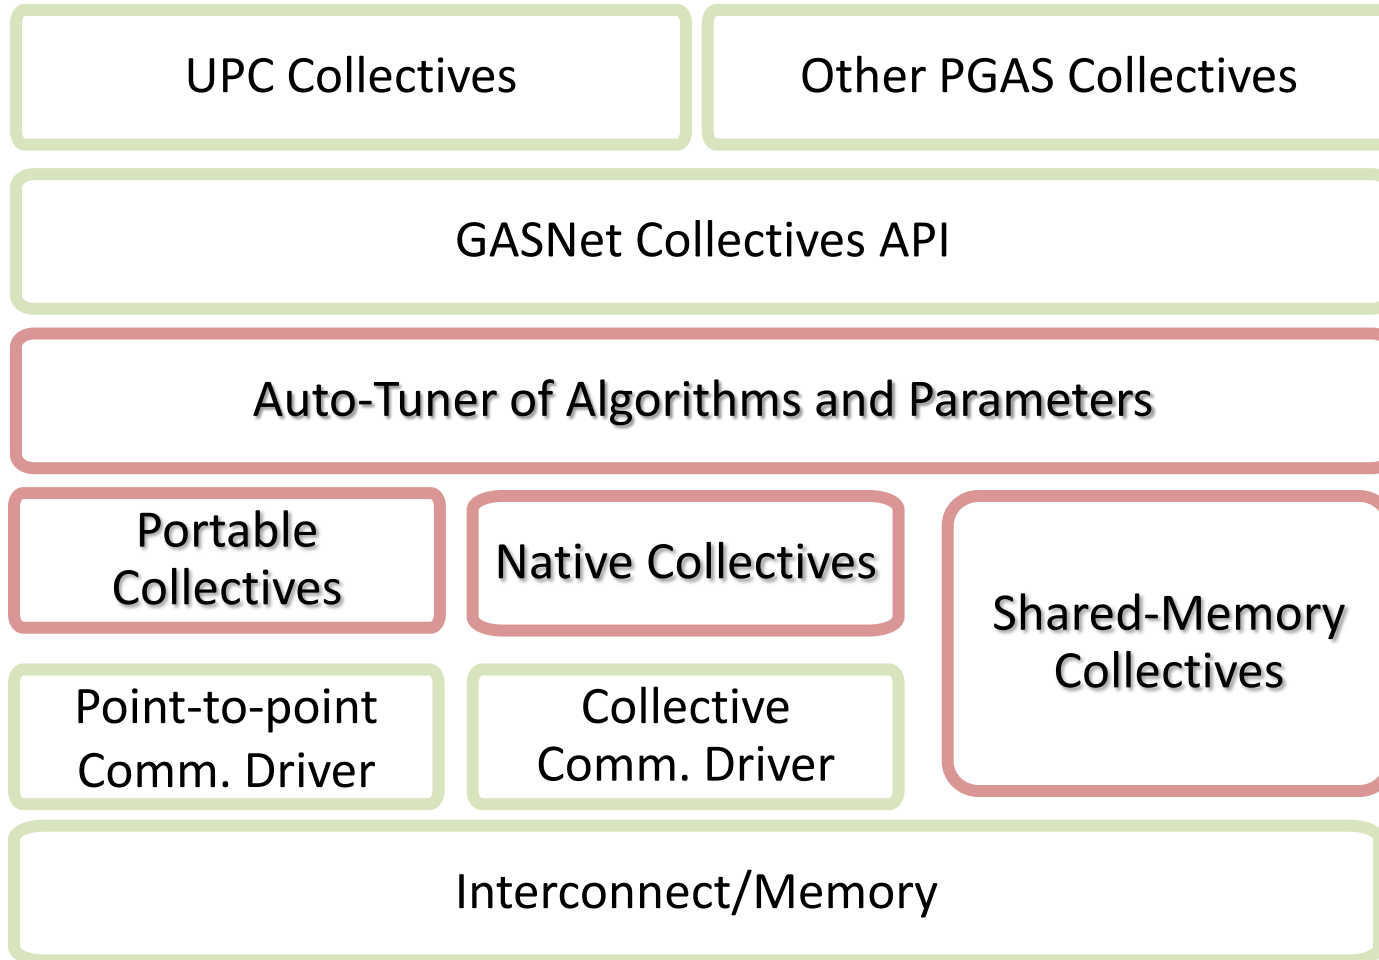 UPC Collectives
Other PGAS Collectives
GASNet Collectives API
Auto-Tuner of Algorithms and Parameters
Portable
Collectives
Native Collectives
Shared-Memory
Collectives
Point-to-point
Comm. Driver
Collective
Comm. Driver
Interconnect/Memory